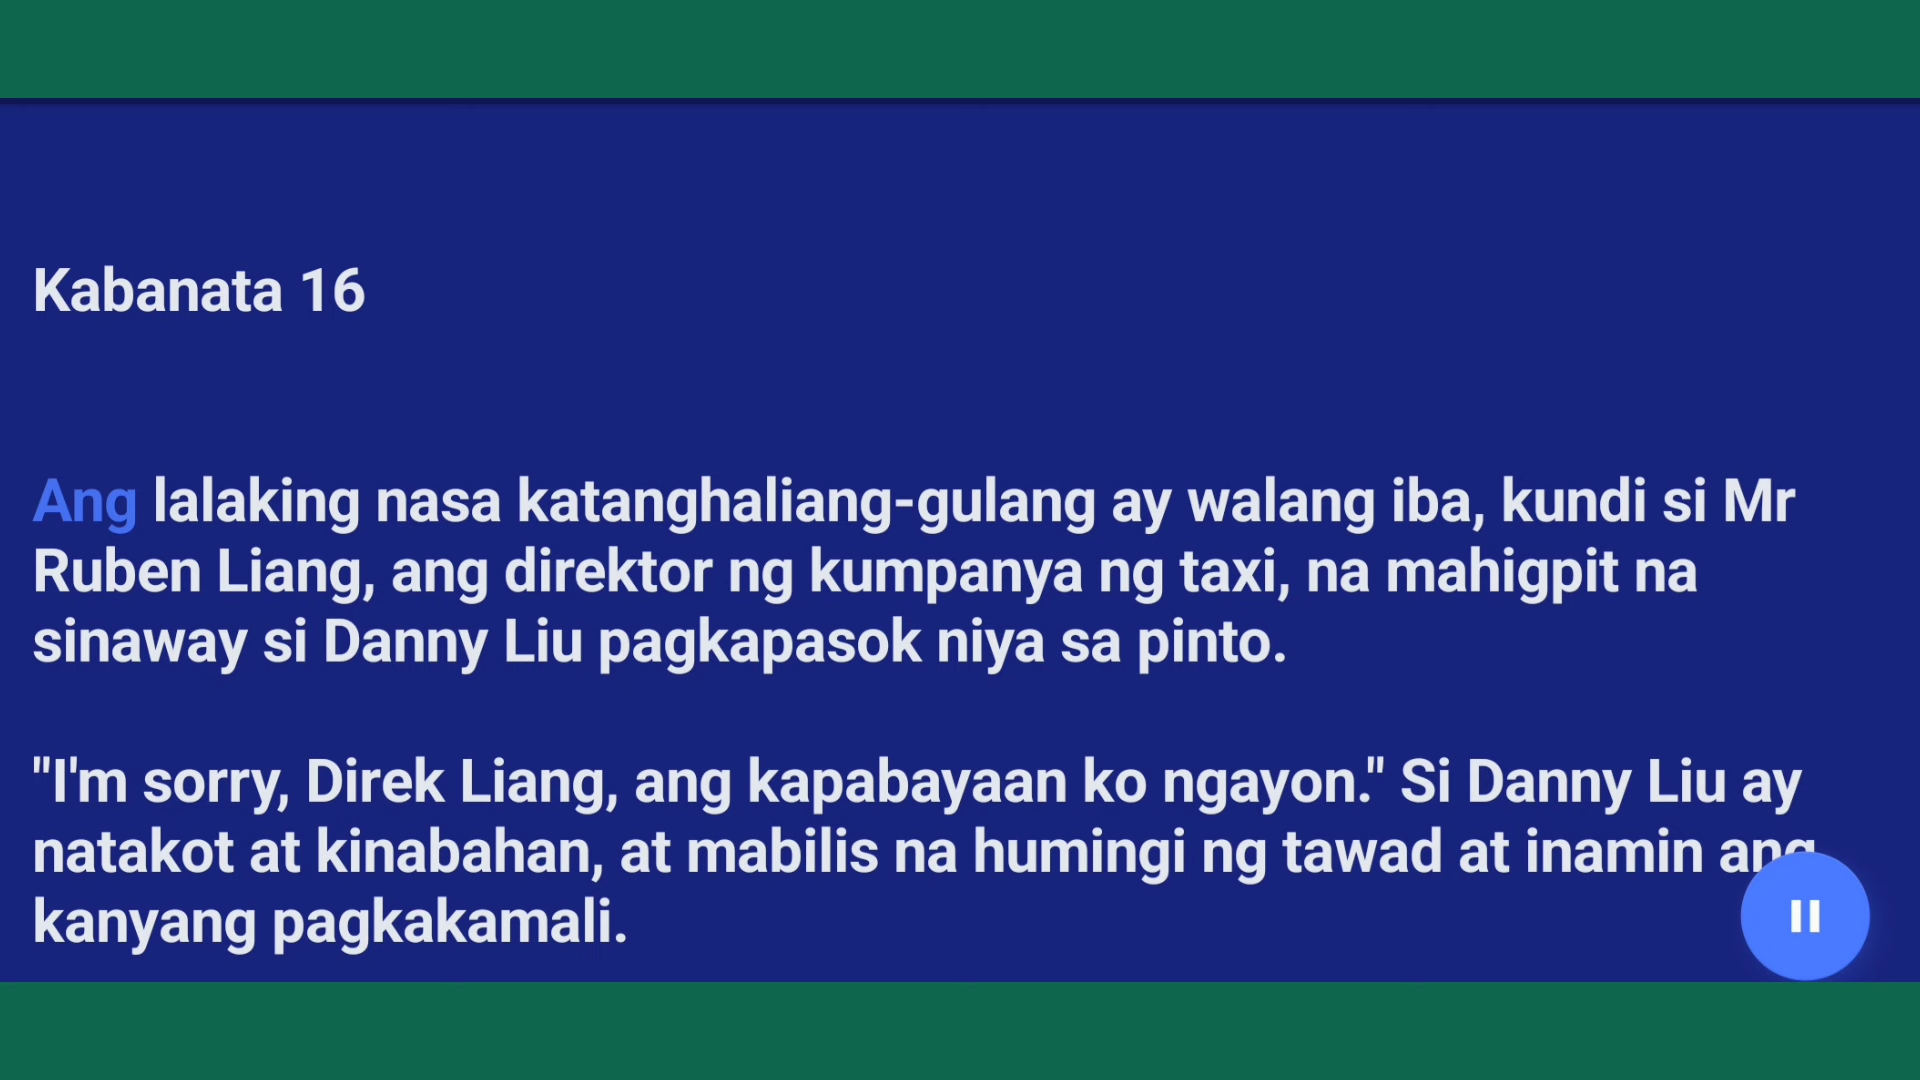 Kabanata 16
Ang lalaking nasa katanghaliang-gulang ay walang iba, kundi si Mr
Ruben Liang, ang direktor ng kumpanya ng taxi, na mahigpit na
sinaway si Danny Liu pagkapasok niya sa pinto.
"I'm sorry, Direk Liang, ang kapabayaan ko ngayon." Si Danny Liu ay
natakot at kinabahan, at mabilis na humingi ng tawad at inamin ang
kanyang pagkakamali.